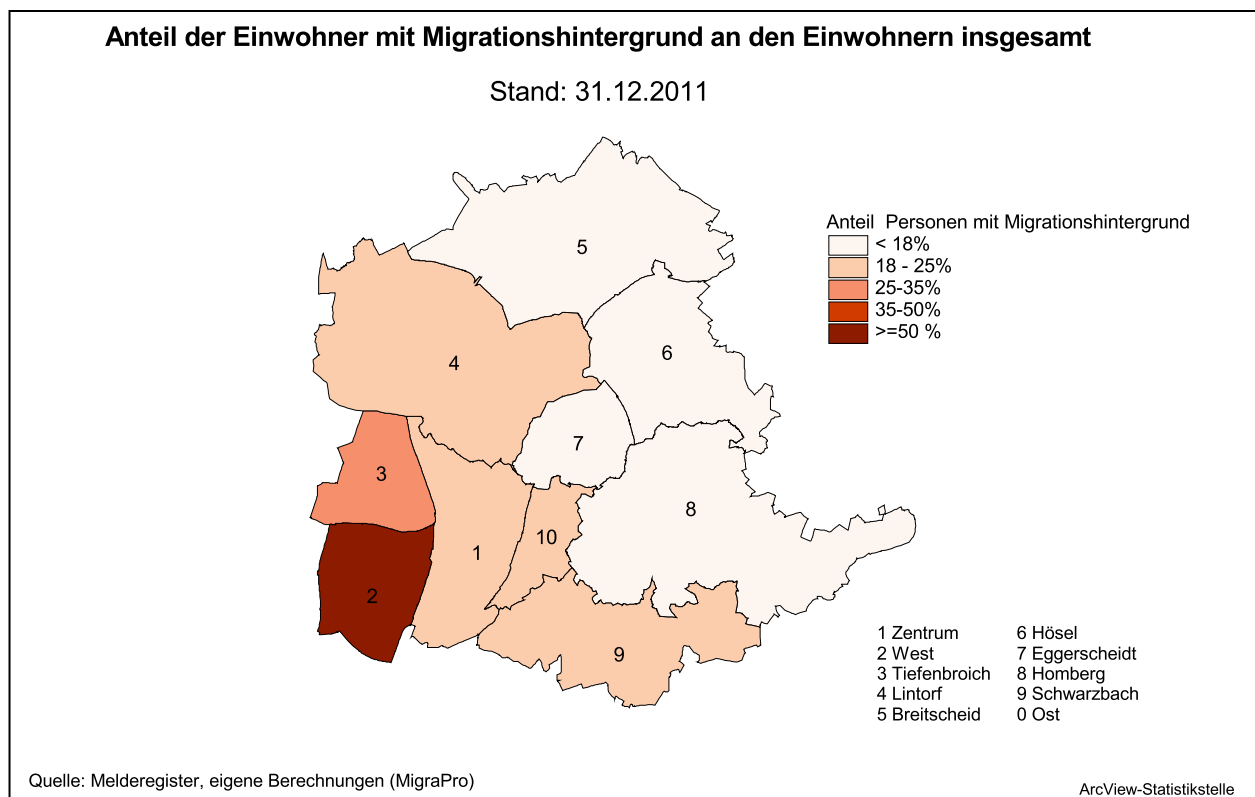 Anteil der Einwohner mit Migrationshintergrund an den Einwohnern insgesamt
Stand: 31.12.2011
Anteil  Personen mit Migrationshintergrund
< 18%
18 - 25%
25-35%
35-50%
>=50 %
5
6
4
7
3
8
10
1
2
9
1 Zentrum
2 West
3 Tiefenbroich
4 Lintorf
5 Breitscheid
6 Hösel
7 Eggerscheidt
8 Homberg
9 Schwarzbach
0 Ost
Quelle: Melderegister, eigene Berechnungen (MigraPro)
ArcView-Statistikstelle